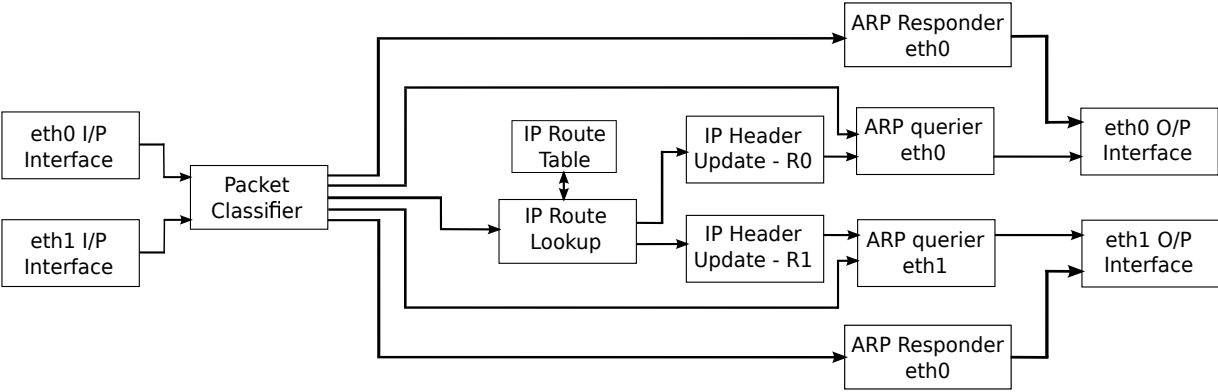 ARP Responder
eth0
eth0 I/P
Interface
IP Route
Table
IP Header
Update - R0
ARP querier
eth0
eth0 O/P
Interface
Packet
Classifier
eth1 I/P
Interface
IP Route
Lookup
IP Header
Update - R1
ARP querier
eth1
eth1 O/P
Interface
ARP Responder
eth0